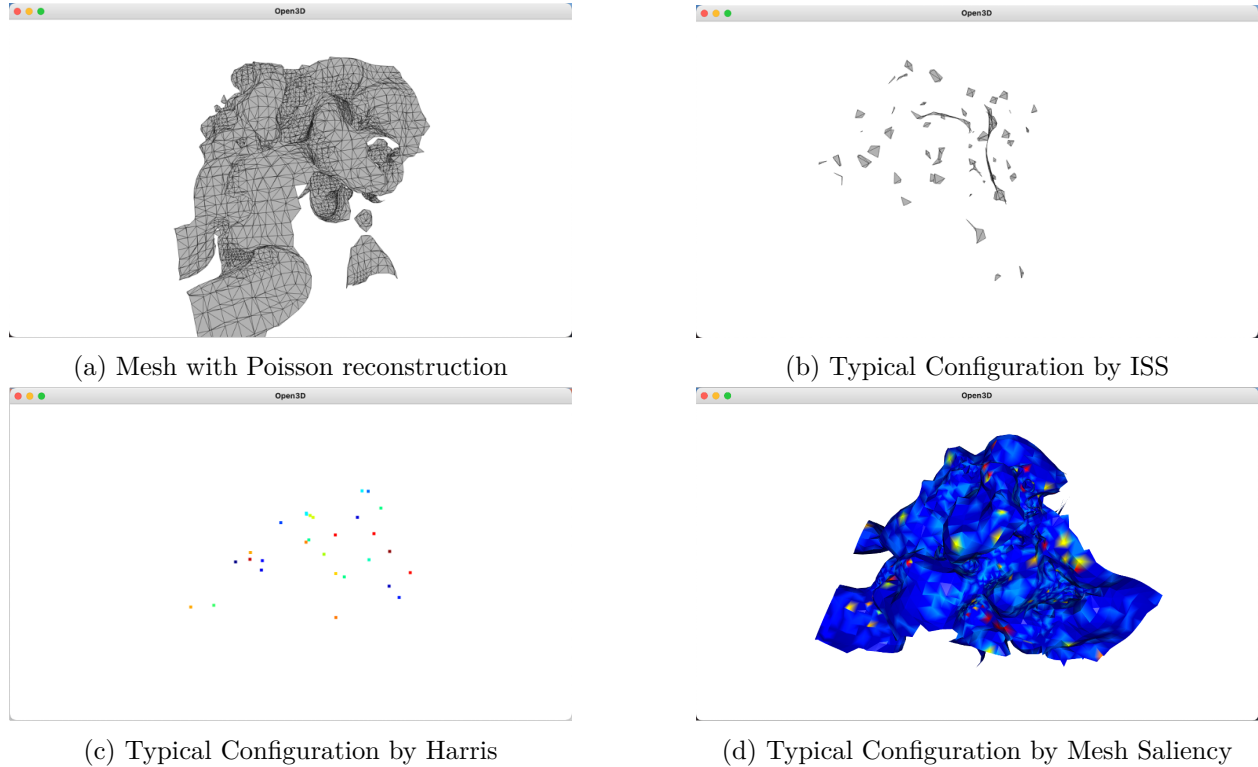 Open3D
Open3D
(a) Mesh with Poisson reconstruction
(b) Typical Configuration by ISS
Open3D
Open3D
(c) Typical Configuration by Harris
(d) Typical Configuration by Mesh Saliency